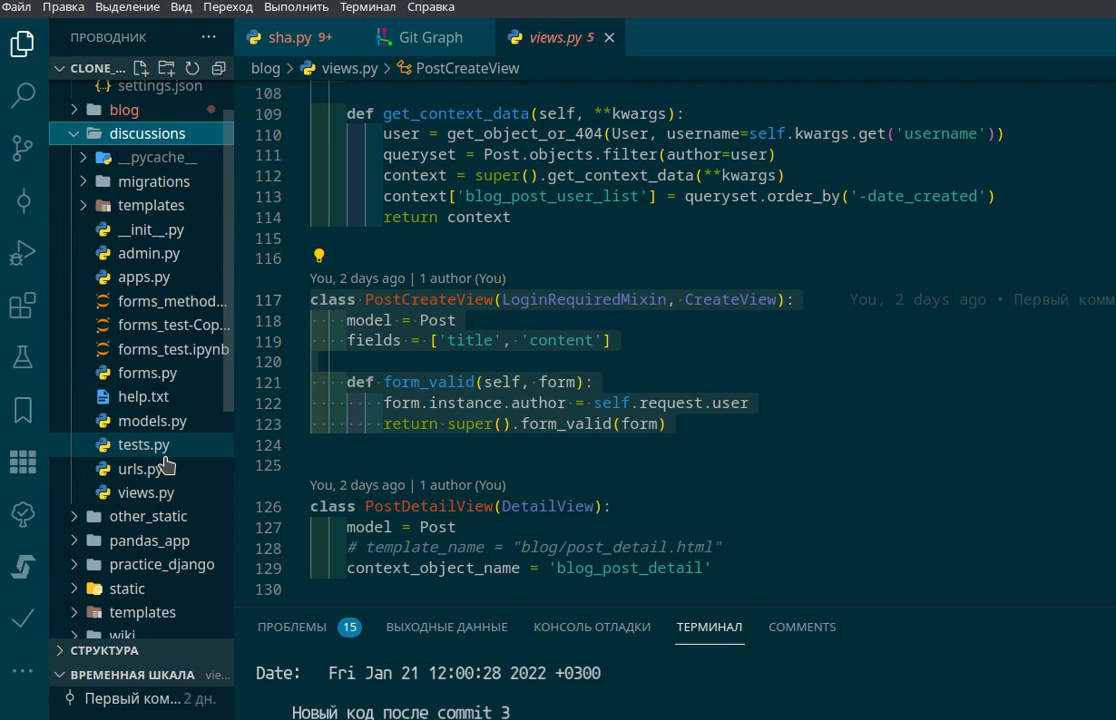 Файл Правка Выделение Вид Переход Выполнить Терминал Справка
ПРОВОДНИК
sha.py 9+
Git Graph
views.py 5
CLONE_...
blog > views.py > PostCreateView
settings.json
blog
discussions
__pycache__
migrations
templates
__init__.py
admin.py
apps.py
forms_method...
forms_test-Cop...
forms_test.ipynb
forms.py
help.txt
models.py
tests.py
urls.py
views.py
other_static
pandas_app
practice_django
static
templates
wiki
СТРУКТУРА
ВРЕМЕННАЯ ШКАЛА vie...
Первый ком... 2 дн.
108
109 def get_context_data(self, **kwargs):
110 user = get_object_or_404(User, username=self.kwargs.get('username'))
111 queryset = Post.objects.filter(author=user)
112 context = super().get_context_data(**kwargs)
113 context['blog_post_user_list'] = queryset.order_by('-date_created')
114 return context
115
116
You, 2 days ago | 1 author (You)
117 class PostCreateView(LoginRequiredMixin, CreateView): You, 2 days ago • Первый комм
118 model = Post
119 fields = ['title', 'content']
120
121 def form_valid(self, form):
122 form.instance.author = self.request.user
123 return super().form_valid(form)
124
125
You, 2 days ago | 1 author (You)
126 class PostDetailView(DetailView):
127 model = Post
128 # template_name = "blog/post_detail.html"
129 context_object_name = 'blog_post_detail'
130
ПРОБЛЕМЫ 15 ВЫХОДНЫЕ ДАННЫЕ КОНСОЛЬ ОТЛАДКИ ТЕРМИНАЛ COMMENTS
Date: Fri Jan 21 12:00:28 2022 +0300
Новый код после commit 3